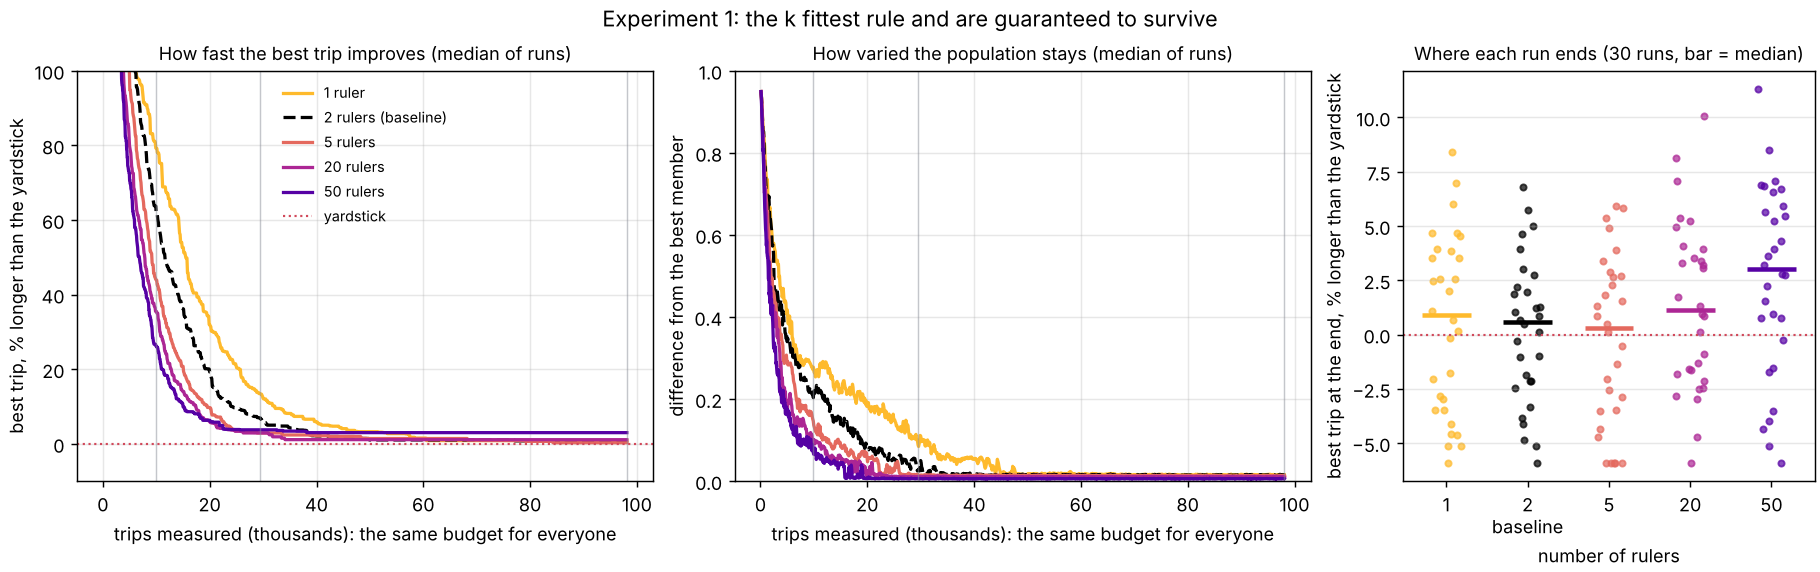 Experiment 1: the k fittest rule and are guaranteed to survive
How fast the best trip improves (median of runs)
best trip, % longer than the yardstick
100
80
60
40
20
0
1 ruler
2 rulers (baseline)
5 rulers
20 rulers
50 rulers
yardstick
0 20 40 60 80 100
trips measured (thousands): the same budget for everyone
How varied the population stays (median of runs)
difference from the best member
1.0
0.8
0.6
0.4
0.2
0.0
0 20 40 60 80 100
trips measured (thousands): the same budget for everyone
Where each run ends (30 runs, bar = median)
best trip at the end, % longer than the yardstick
10.0
7.5
5.0
2.5
0.0
−2.5
−5.0
1 2 5 20 50
baseline
number of rulers